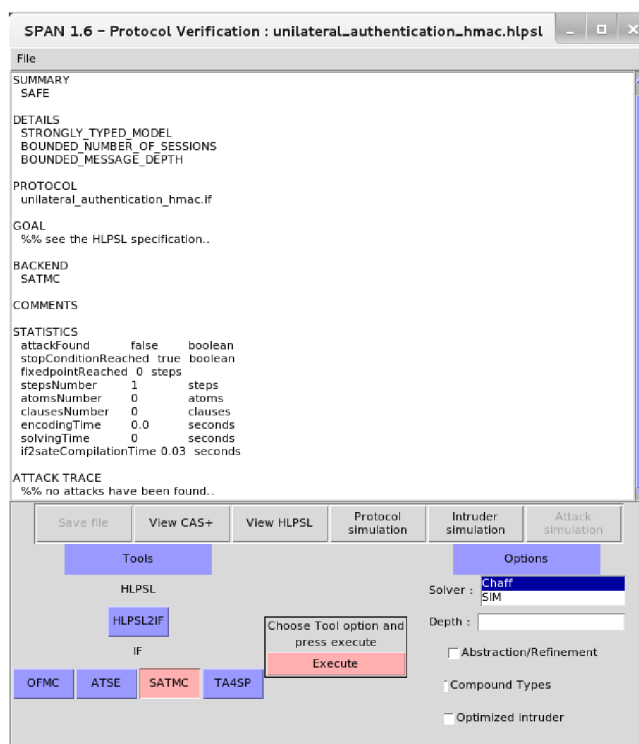 SPAN 1.6 – Protocol Verification : unilateral_authentication_hmac.hlpsl
File
SUMMARY
SAFE
DETAILS
STRONGLY_TYPED_MODEL
BOUNDED_NUMBER_OF_SESSIONS
BOUNDED_MESSAGE_DEPTH
PROTOCOL
unilateral_authentication_hmac.if
GOAL
%% see the HLPSL specification..
BACKEND
SATMC
COMMENTS
STATISTICS
attackFound false boolean
stopConditionReached true boolean
fixedpointReached 0 steps
stepsNumber 1 steps
atomsNumber 0 atoms
clausesNumber 0 clauses
encodingTime 0.0 seconds
solvingTime 0 seconds
if2sateCompilationTime 0.03 seconds
ATTACK TRACE
%% no attacks have been found..
Save file View CAS+ View HLPSL Protocol simulation Intruder simulation Attack simulation
Tools
HLPSL
HLPSL2IF
IF
OFMC ATSE SATMC TA4SP
Choose Tool option and
press execute
Execute
Options
Solver : Chaff
SIM
Depth :
Abstraction/Refinement
Compound Types
Optimized intruder